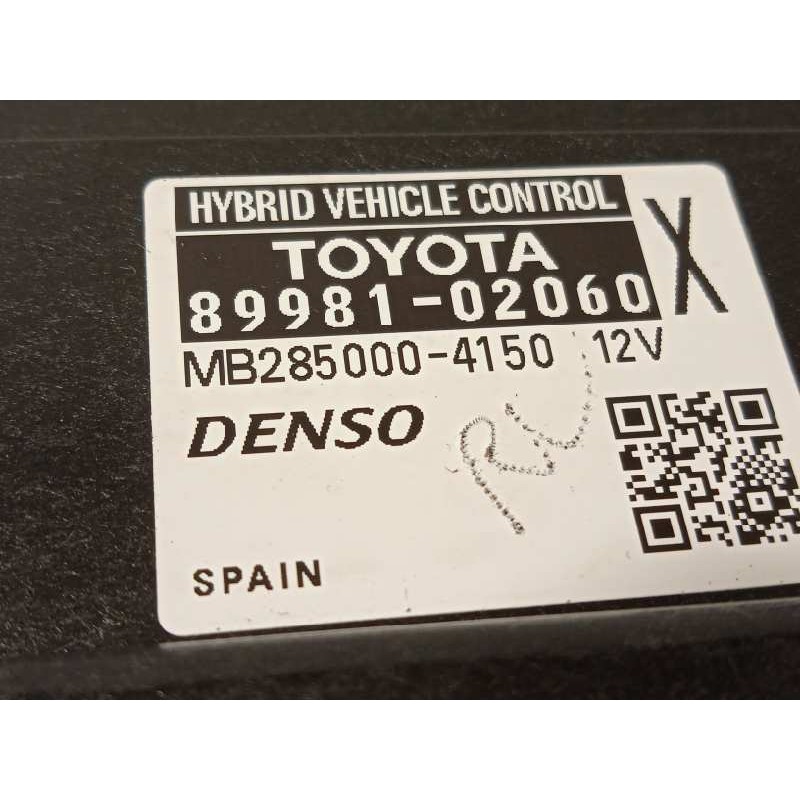 HYBRID VEHICLE CONTROL
TOYOTA
89981-02060
X
MB285000-4150 12V
DENSO
SPAIN